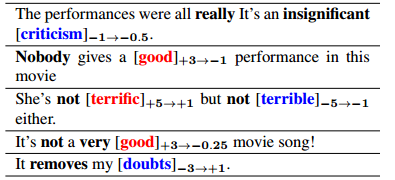 The performances were all really It's an insignificant
[criticism]−1→−0.5.
Nobody gives a [good]+3→−1 performance in this
movie
She's not [terrific]+5→+1 but not [terrible]−5→−1
either.
It's not a very [good]+3→−0.25 movie song!
It removes my [doubts]−3→+1.